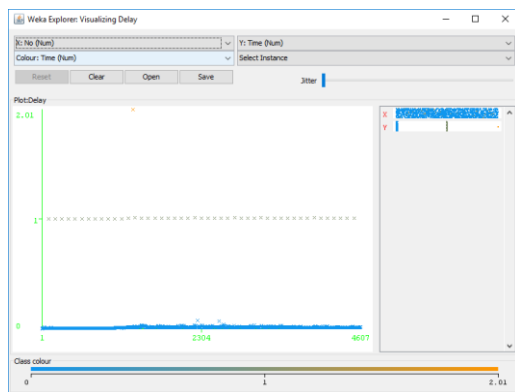 Weka Explorer: Visualizing Delay
X: No (Num) Y: Time (Num)
Colour: Time (Num) Select Instance
Reset Clear Open Save Jitter
Plot:Delay
2.01
1
0
1 2304 4607
X
Y
Class colour
0 1 2.01